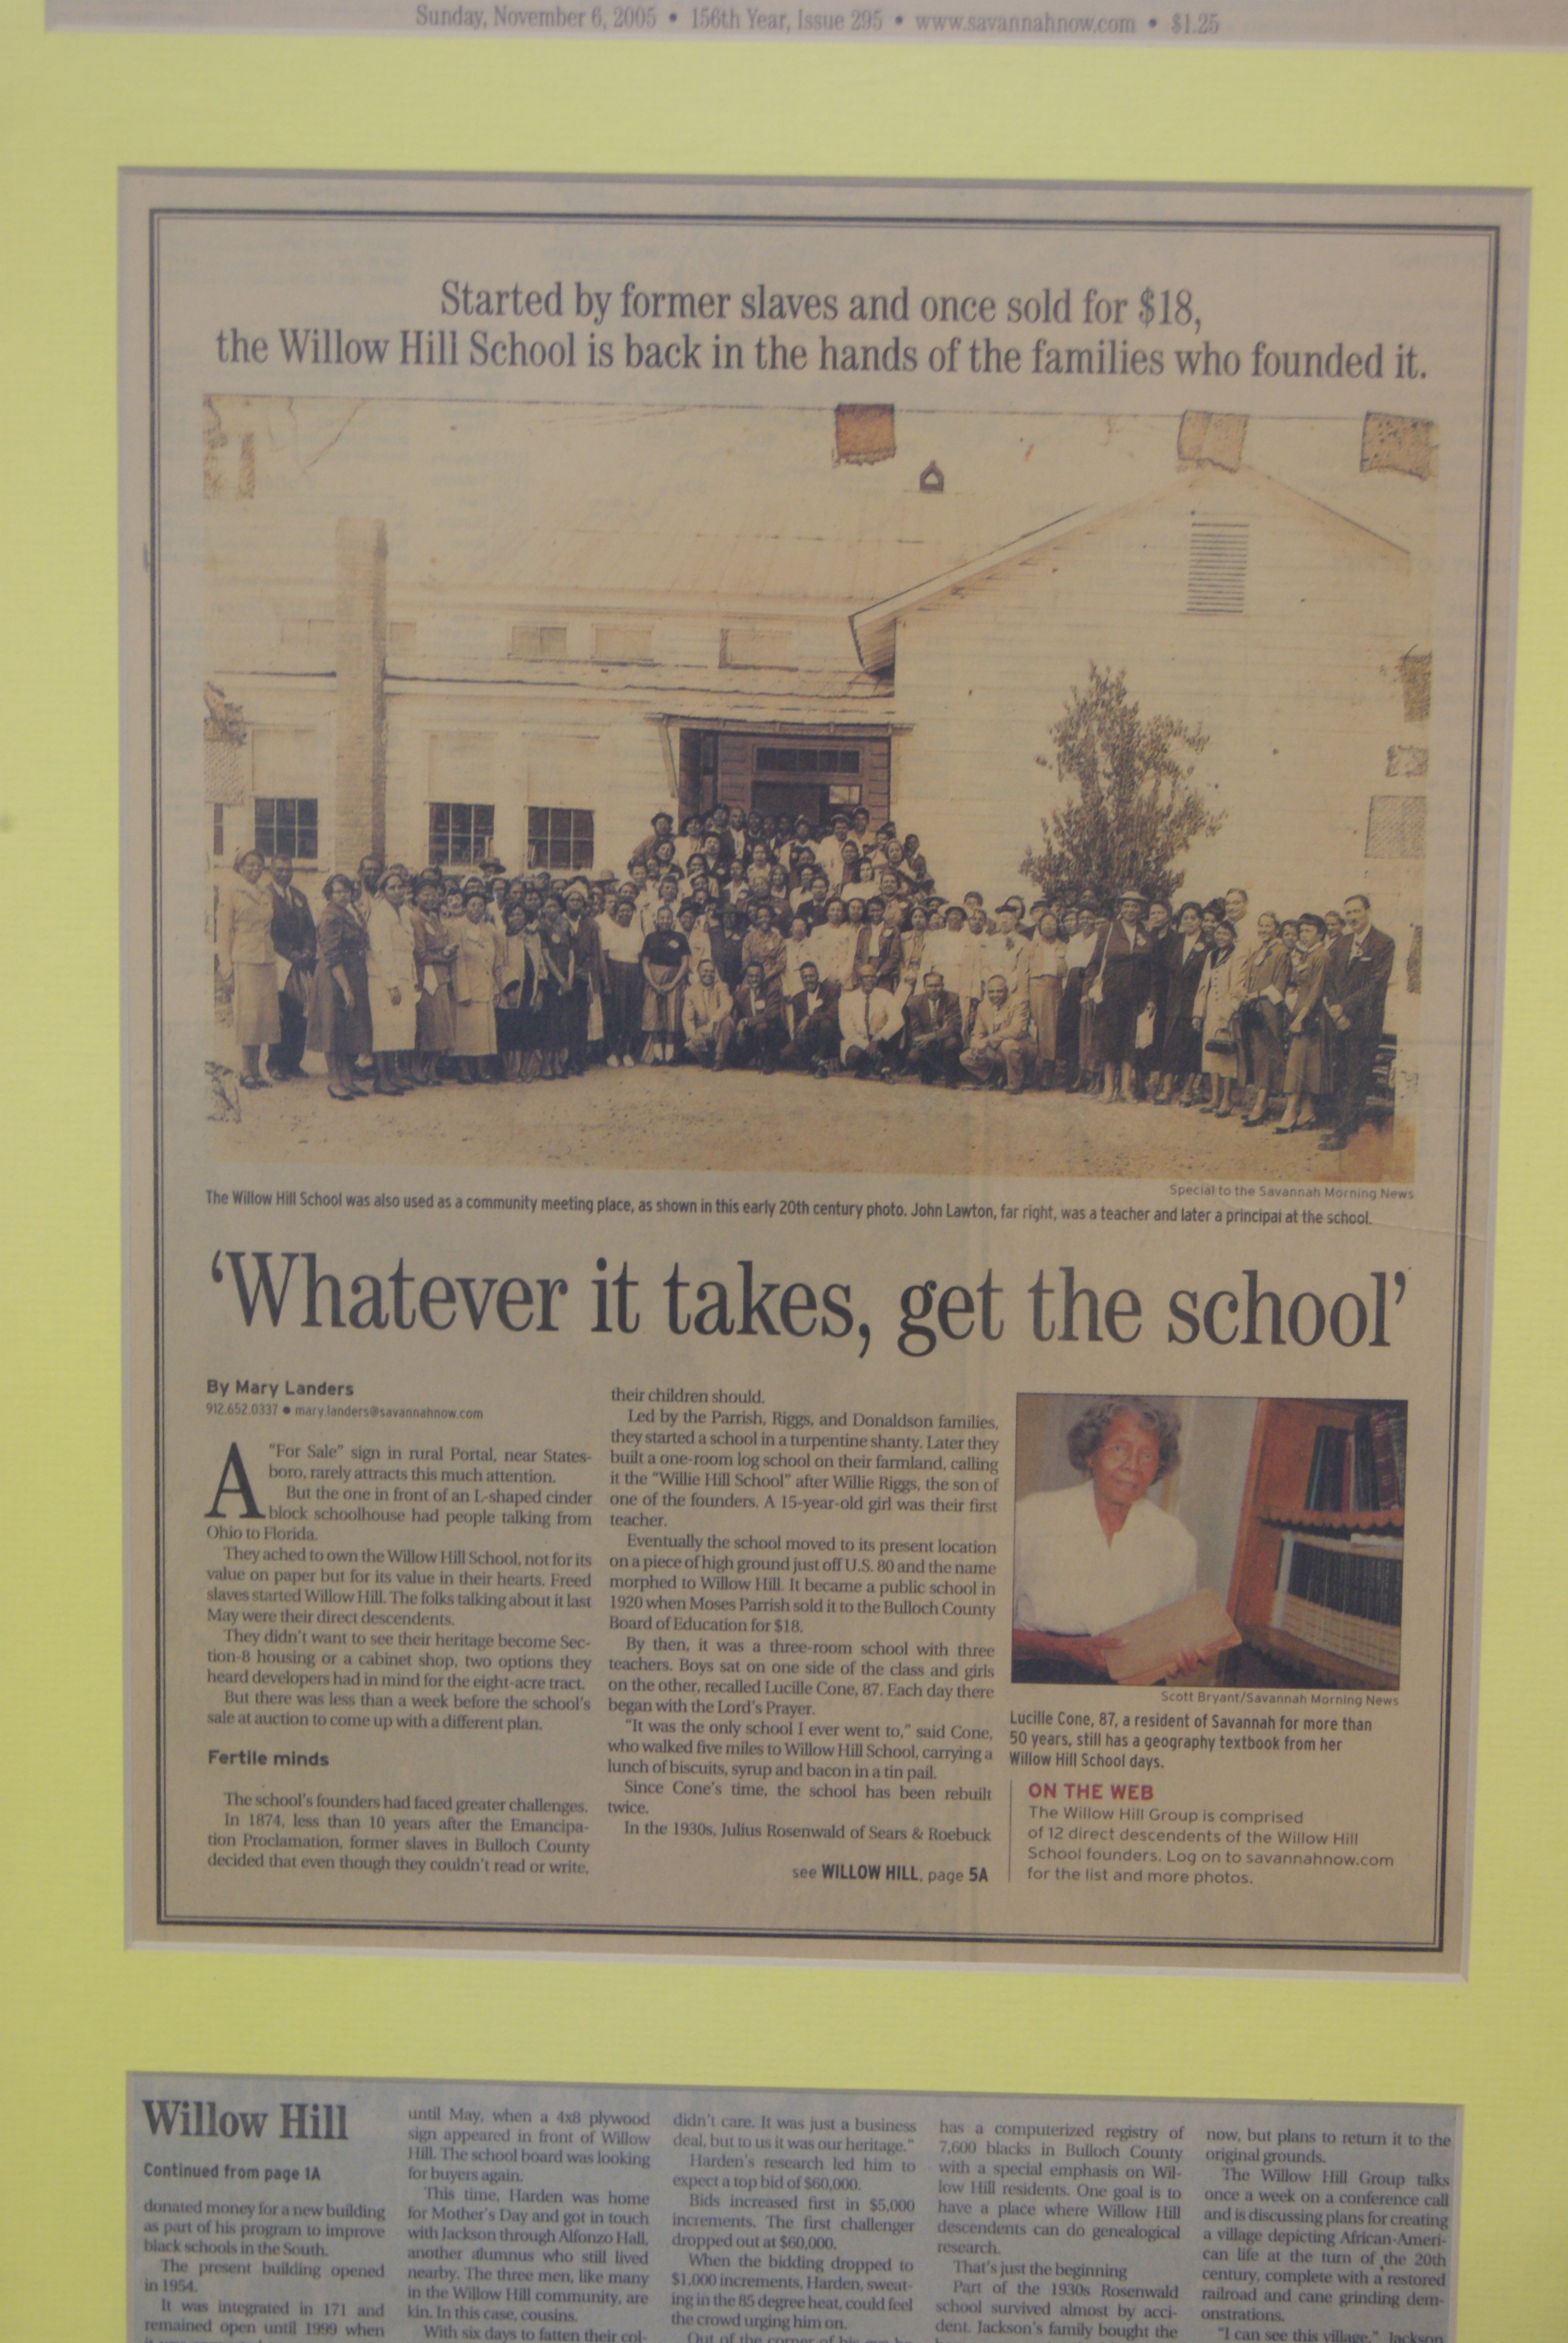 Sunday, November 6, 2005 • 156th Year, Issue 295 • www.savannahnow.com • $1.25
Started by former slaves and once sold for $18,
the Willow Hill School is back in the hands of the families who founded it.
Special to the Savannah Morning News
The Willow Hill School was also used as a community meeting place, as shown in this early 20th century photo. John Lawton, far right, was a teacher and later a principal at the school.
‘Whatever it takes, get the school’
By Mary Landers
912.652.0337 ● mary.landers@savannahnow.com
A “For Sale” sign in rural Portal, near States-
boro, rarely attracts this much attention.
But the one in front of an L-shaped cinder
block schoolhouse had people talking from
Ohio to Florida.
They ached to own the Willow Hill School, not for its
value on paper but for its value in their hearts. Freed
slaves started Willow Hill. The folks talking about it last
May were their direct descendents.
They didn’t want to see their heritage become Sec-
tion-8 housing or a cabinet shop, two options they
heard developers had in mind for the eight-acre tract.
But there was less than a week before the school’s
sale at auction to come up with a different plan.
Fertile minds
The school’s founders had faced greater challenges.
In 1874, less than 10 years after the Emancipa-
tion Proclamation, former slaves in Bulloch County
decided that even though they couldn’t read or write,
their children should.
Led by the Parrish, Riggs, and Donaldson families,
they started a school in a turpentine shanty. Later they
built a one-room log school on their farmland, calling
it the “Willie Hill School” after Willie Riggs, the son of
one of the founders. A 15-year-old girl was their first
teacher.
Eventually the school moved to its present location
on a piece of high ground just off U.S. 80 and the name
morphed to Willow Hill. It became a public school in
1920 when Moses Parrish sold it to the Bulloch County
Board of Education for $18.
By then, it was a three-room school with three
teachers. Boys sat on one side of the class and girls
on the other, recalled Lucille Cone, 87. Each day there
began with the Lord’s Prayer.
“It was the only school I ever went to,” said Cone,
who walked five miles to Willow Hill School, carrying a
lunch of biscuits, syrup and bacon in a tin pail.
Since Cone’s time, the school has been rebuilt
twice.
In the 1930s, Julius Rosenwald of Sears & Roebuck
see WILLOW HILL, page 5A
Scott Bryant/Savannah Morning News
Lucille Cone, 87, a resident of Savannah for more than
50 years, still has a geography textbook from her
Willow Hill School days.
ON THE WEB
The Willow Hill Group is comprised
of 12 direct descendents of the Willow Hill
School founders. Log on to savannahnow.com
for the list and more photos.
Willow Hill
Continued from page 1A
donated money for a new building
as part of his program to improve
black schools in the South.
The present building opened
in 1954.
It was integrated in 171 and
remained open until 1999 when
until May, when a 4x8 plywood
sign appeared in front of Willow
Hill. The school board was looking
for buyers again.
This time, Harden was home
for Mother’s Day and got in touch
with Jackson through Alfonzo Hall,
another alumnus who still lived
nearby. The three men, like many
in the Willow Hill community, are
kin. In this case, cousins.
With six days to fatten their col-
didn’t care. It was just a business
deal, but to us it was our heritage.”
Harden’s research led him to
expect a top bid of $60,000.
Bids increased first in $5,000
increments. The first challenger
dropped out at $60,000.
When the bidding dropped to
$1,000 increments, Harden, sweat-
ing in the 85 degree heat, could feel
the crowd urging him on.
Out of the corner of his eye he
has a computerized registry of
7,600 blacks in Bulloch County
with a special emphasis on Wil-
low Hill residents. One goal is to
have a place where Willow Hill
descendents can do genealogical
research.
That’s just the beginning
Part of the 1930s Rosenwald
school survived almost by acci-
dent. Jackson’s family bought the
now, but plans to return it to the
original grounds.
The Willow Hill Group talks
once a week on a conference call
and is discussing plans for creating
a village depicting African-Ameri-
can life at the turn of the 20th
century, complete with a restored
railroad and cane grinding dem-
onstrations.
“I can see this village,” Jackson